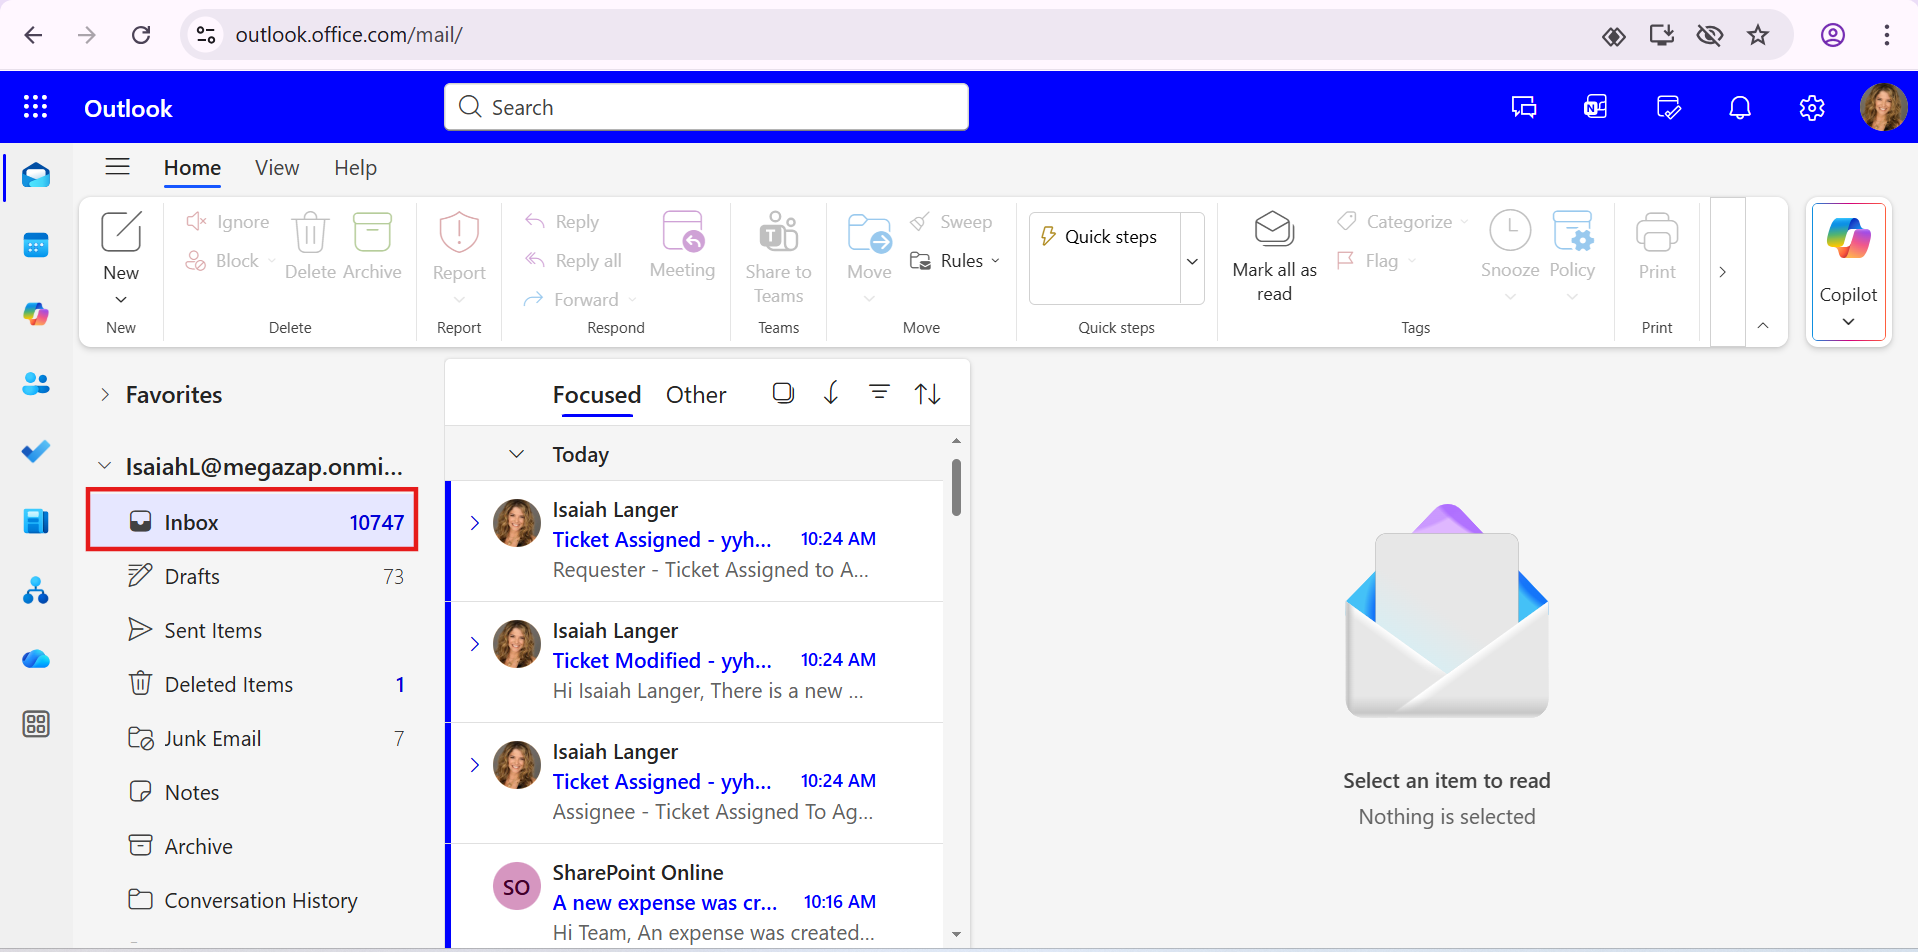 outlook.office.com/mail/
Outlook
Search
Home View Help
New
New
Ignore
Block
Delete
Archive
Delete
Report
Report
Reply
Reply all
Forward
Meeting
Respond
Share to
Teams
Teams
Move
Sweep
Rules
Move
Quick steps
Quick steps
Mark all as
read
Categorize
Flag
Snooze
Policy
Tags
Print
Print
Copilot
Favorites
IsaiahL@megazap.onmi...
Inbox 10747
Drafts 73
Sent Items
Deleted Items 1
Junk Email 7
Notes
Archive
Conversation History
Focused Other
Today
Isaiah Langer
Ticket Assigned - yyh... 10:24 AM
Requester - Ticket Assigned to A...
Isaiah Langer
Ticket Modified - yyh... 10:24 AM
Hi Isaiah Langer, There is a new ...
Isaiah Langer
Ticket Assigned - yyh... 10:24 AM
Assignee - Ticket Assigned To Ag...
SO
SharePoint Online
A new expense was cr... 10:16 AM
Hi Team, An expense was created...
Select an item to read
Nothing is selected